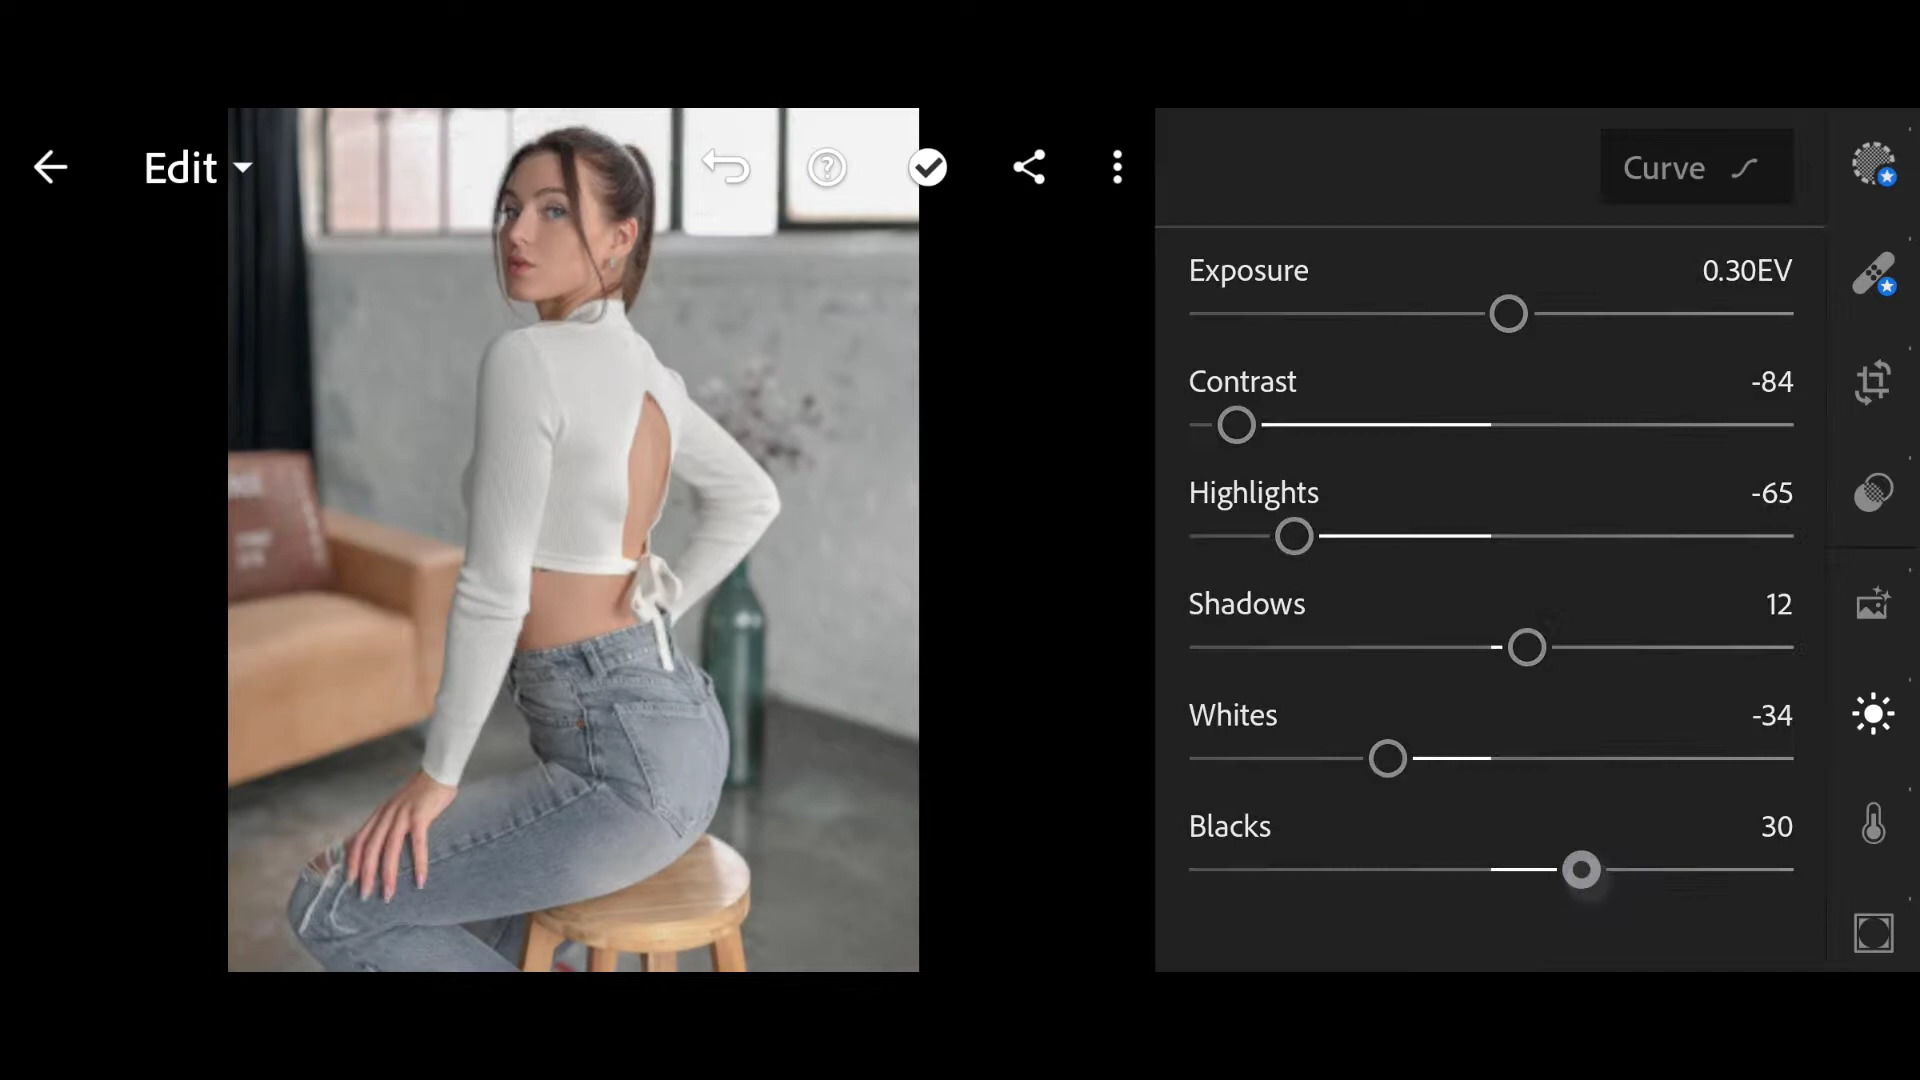 Edit
Curve
Exposure 0.30EV
Contrast -84
Highlights -65
Shadows 12
Whites -34
Blacks 30